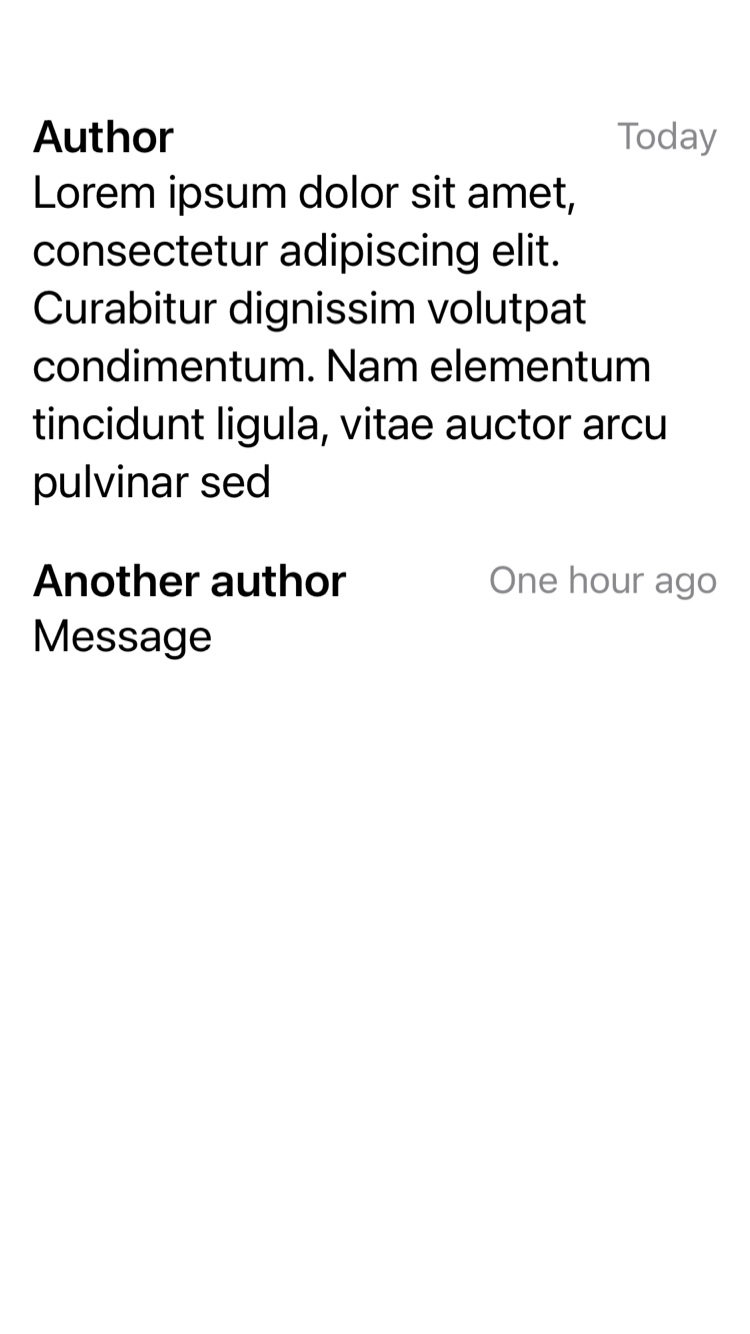 Author Today
Lorem ipsum dolor sit amet,
consectetur adipiscing elit.
Curabitur dignissim volutpat
condimentum. Nam elementum
tincidunt ligula, vitae auctor arcu
pulvinar sed
Another author One hour ago
Message